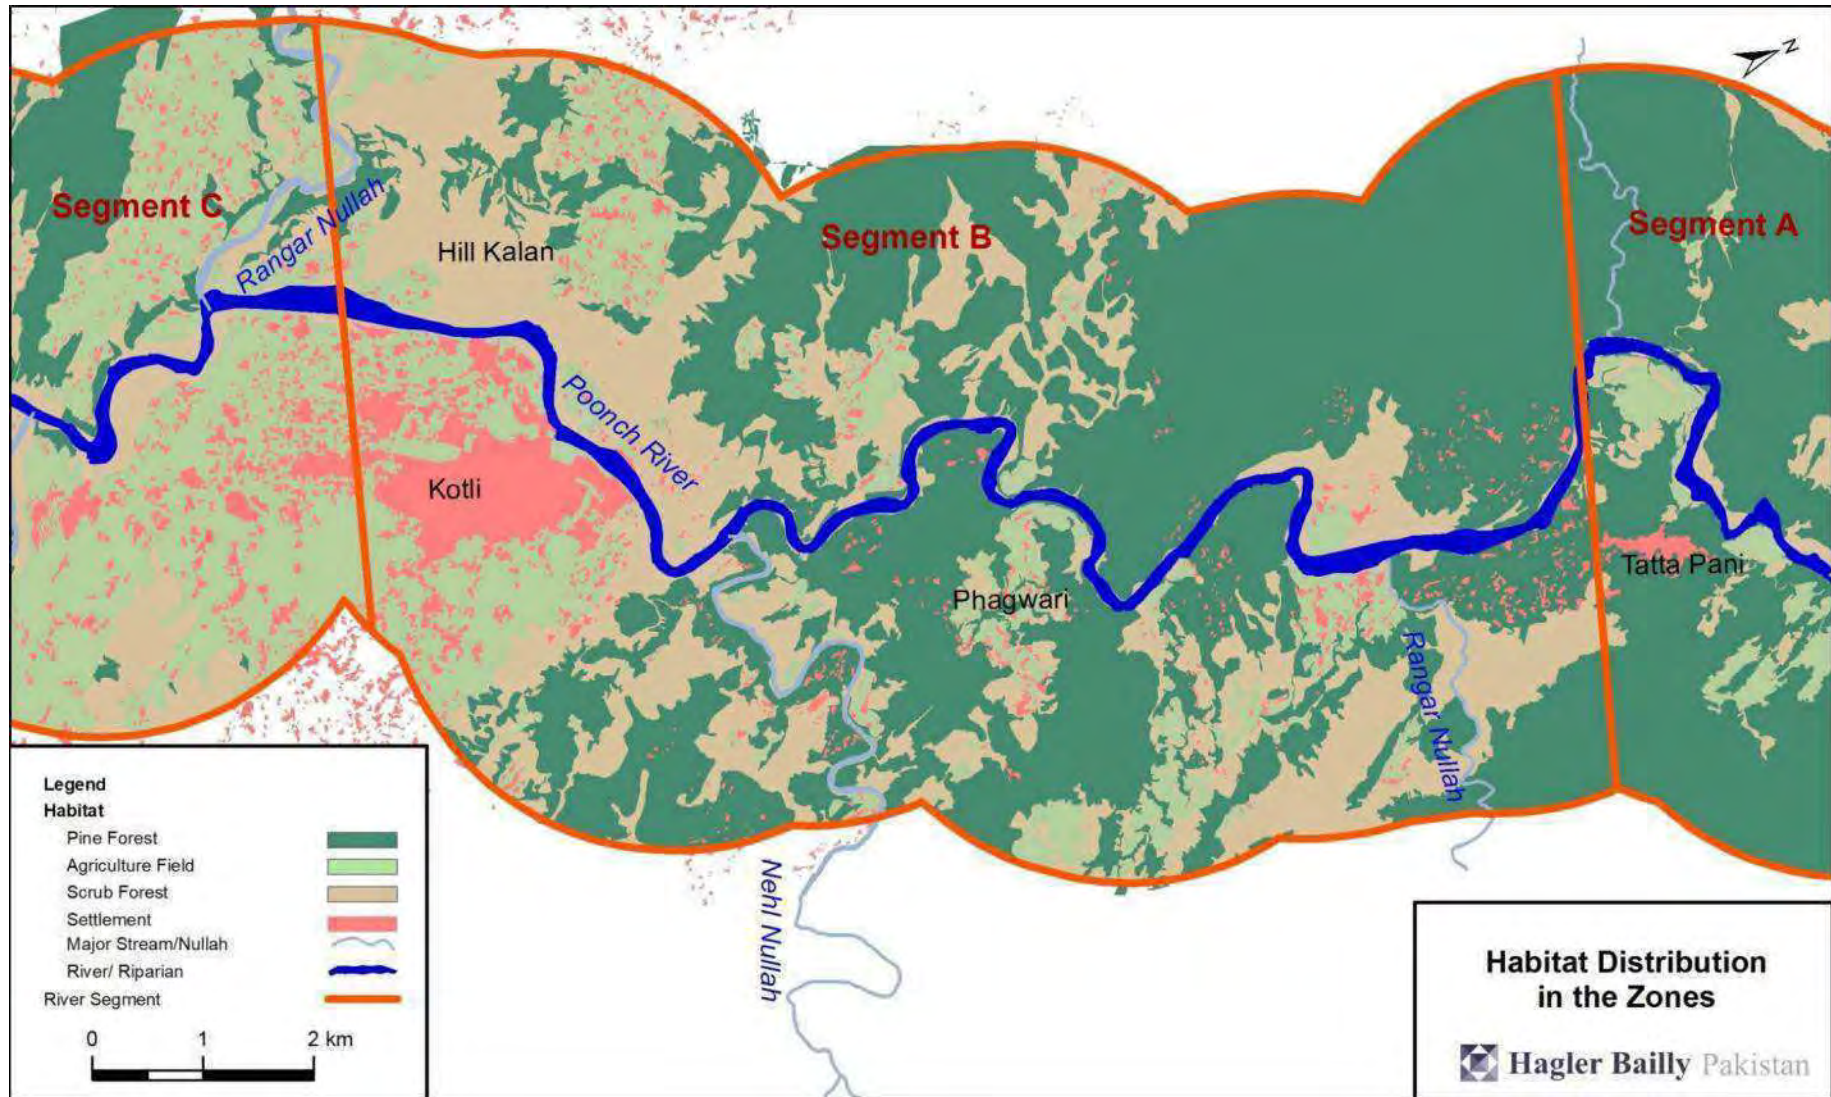 N
Segment C
Rangar Nullah
Hill Kalan
Segment B
Segment A
Poonch River
Kotli
Phagwari
Tatta Pani
Rangar Nullah
Nehl Nullah
Legend
Habitat
Pine Forest
Agriculture Field
Scrub Forest
Settlement
Major Stream/Nullah
River/ Riparian
River Segment
0 1 2 km
Habitat Distribution
in the Zones
Hagler Bailly Pakistan